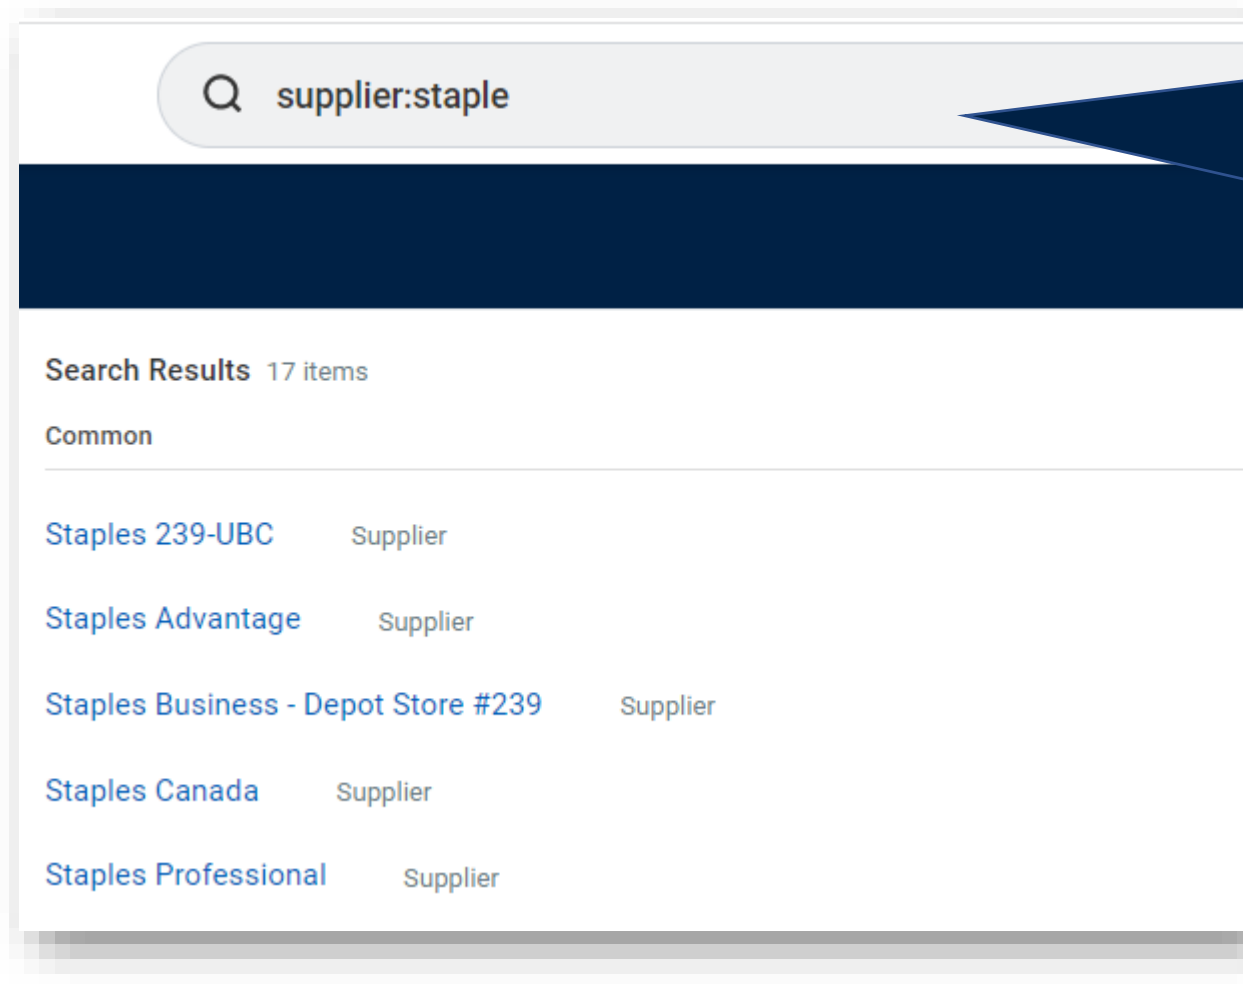 supplier:staple
Search Results 17 items
Common
Staples 239-UBC Supplier
Staples Advantage Supplier
Staples Business - Depot Store #239 Supplier
Staples Canada Supplier
Staples Professional Supplier